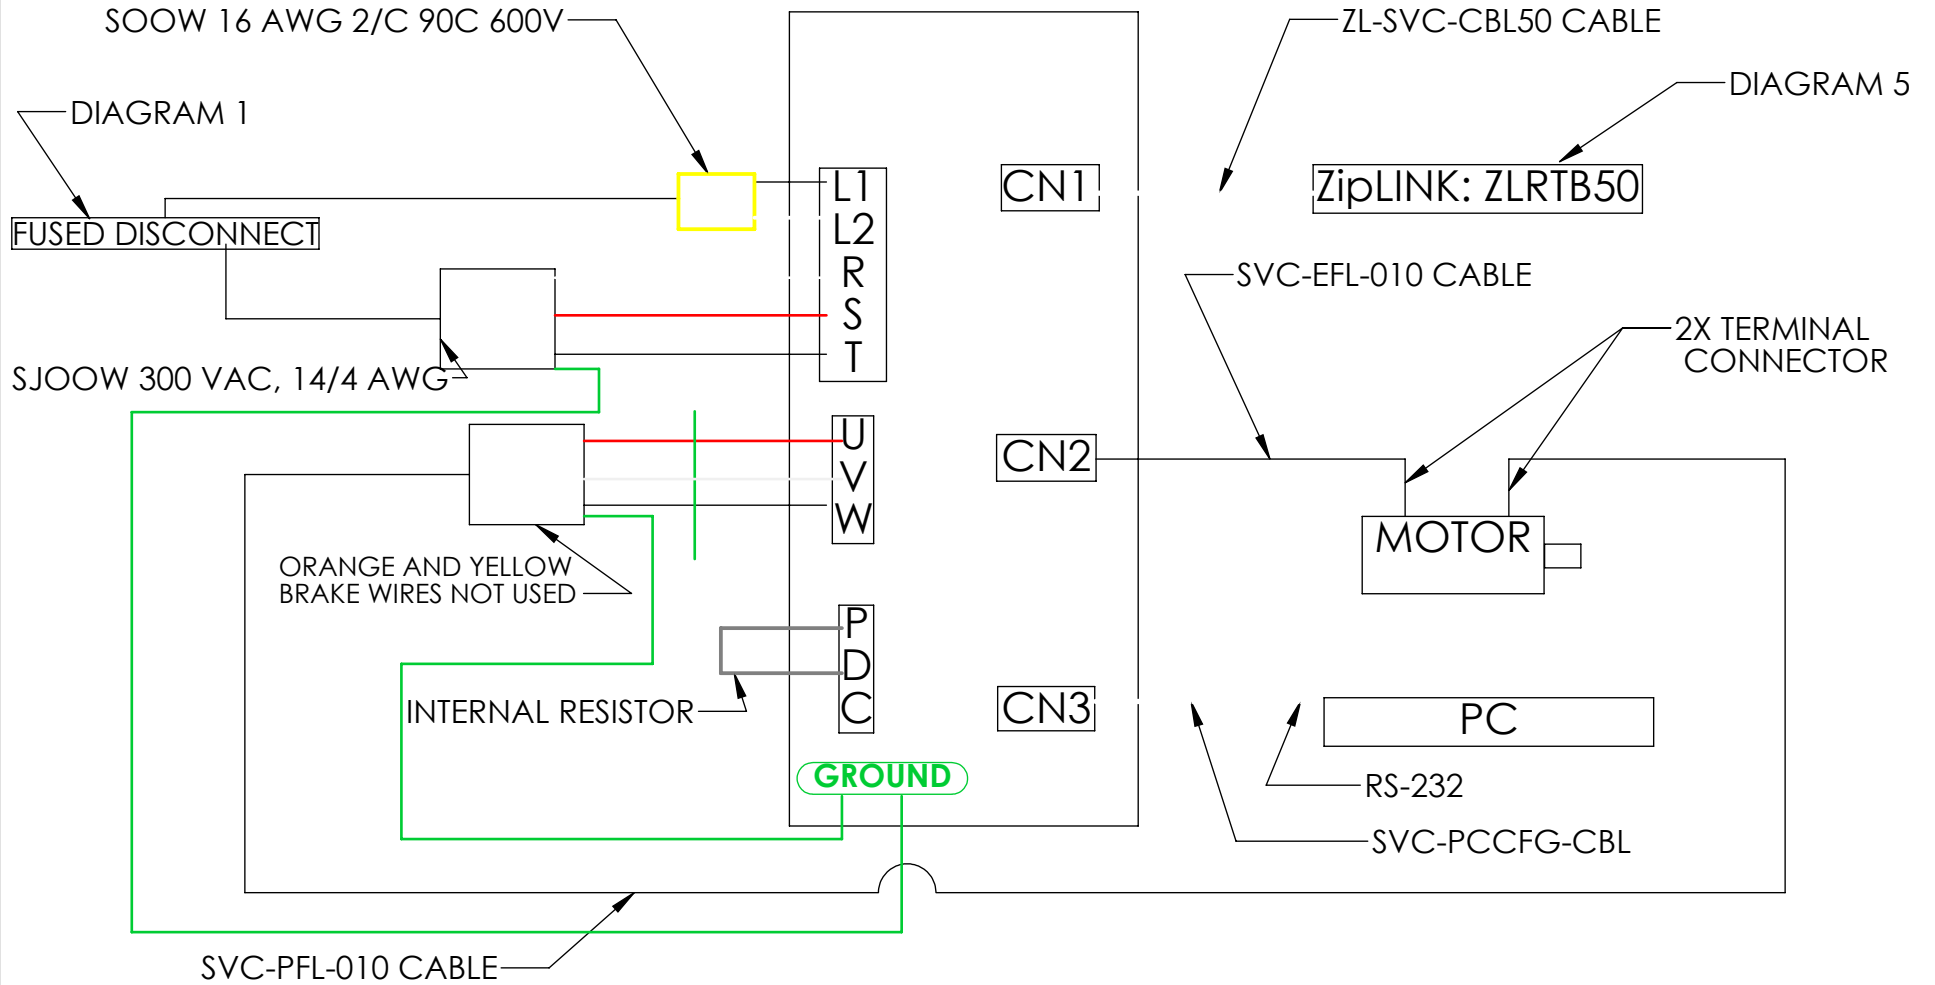 SOOW 16 AWG 2/C 90C 600V
ZL-SVC-CBL50 CABLE
DIAGRAM 5
DIAGRAM 1
L1
L2
R
S
T
CN1
ZipLINK: ZLRTB50
FUSED DISCONNECT
SVC-EFL-010 CABLE
2X TERMINAL
CONNECTOR
SJOOW 300 VAC, 14/4 AWG
U
V
W
CN2
MOTOR
ORANGE AND YELLOW
BRAKE WIRES NOT USED
P
D
C
INTERNAL RESISTOR
CN3
PC
GROUND
RS-232
SVC-PCCFG-CBL
SVC-PFL-010 CABLE